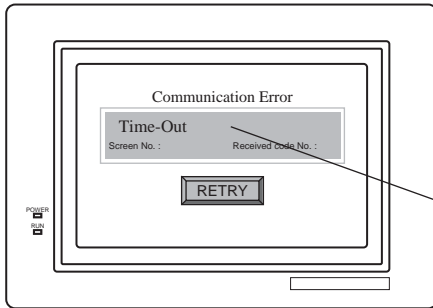 Communication Error
Time-Out
Screen No. : Received code No. :
RETRY
POWER
RUN